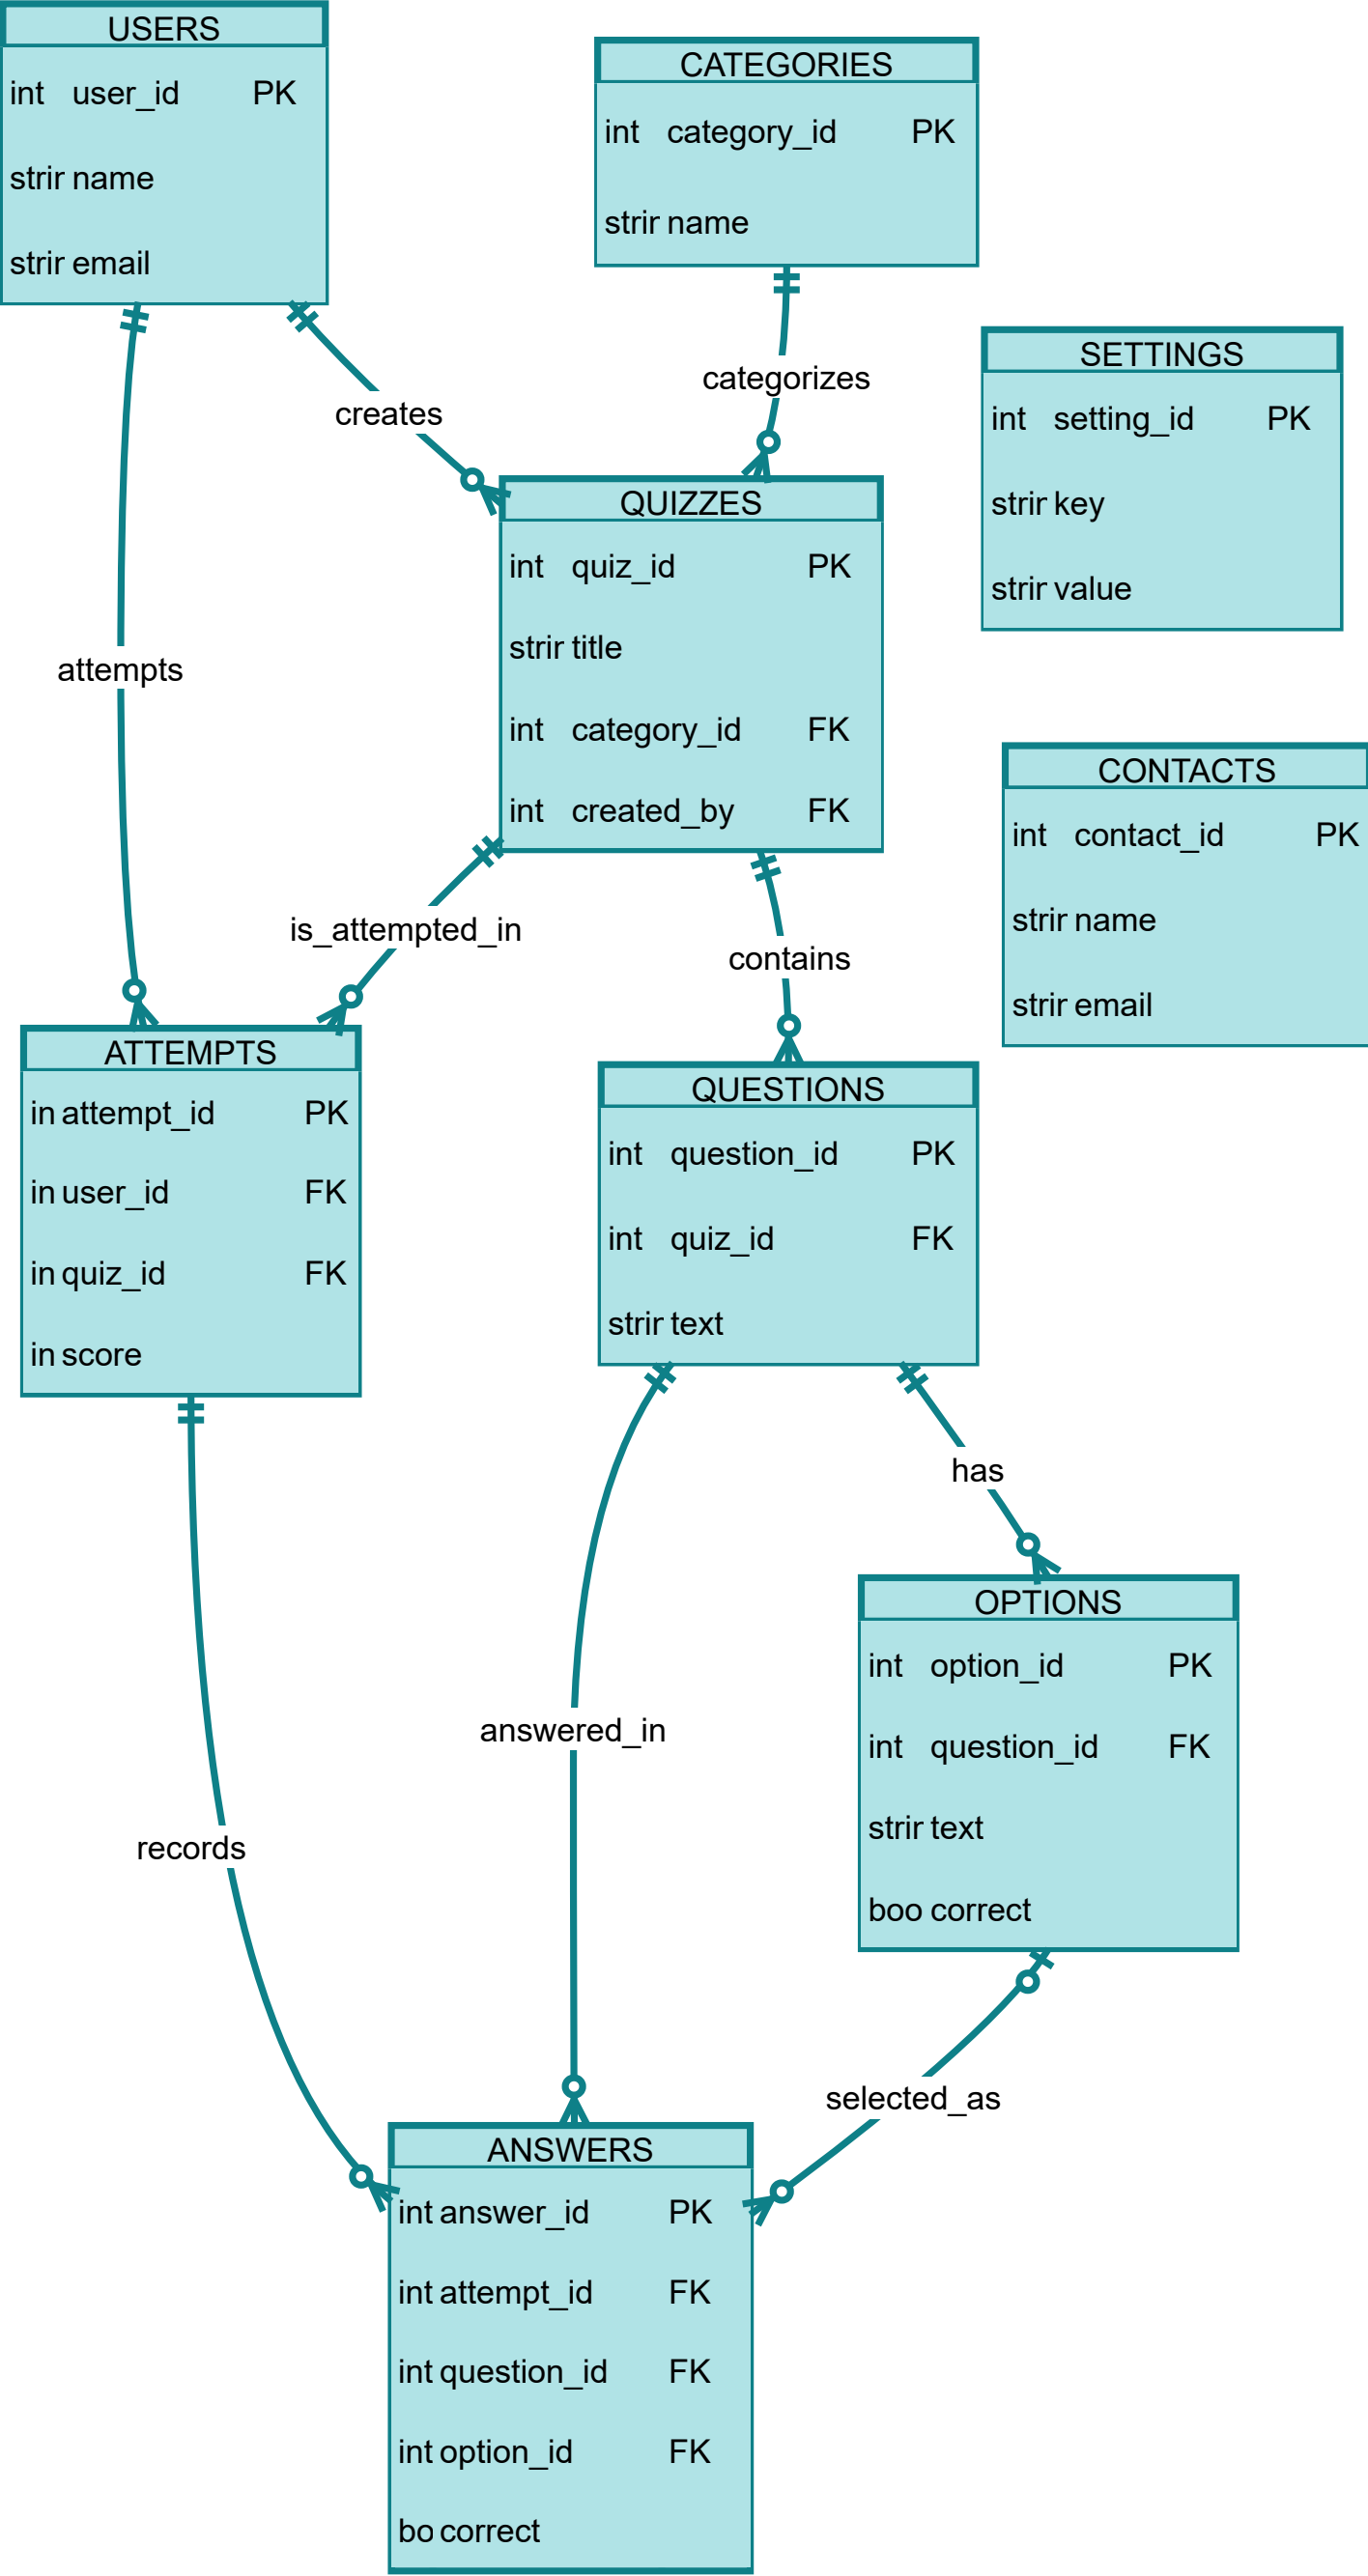 USERS
int user_id PK
strir name
strir email
CATEGORIES
int category_id PK
strir name
creates
categorizes
SETTINGS
int setting_id PK
strir key
strir value
QUIZZES
int quiz_id PK
strir title
int category_id FK
int created_by FK
attempts
CONTACTS
int contact_id PK
strir name
strir email
is_attempted_in
contains
ATTEMPTS
in attempt_id PK
in user_id FK
in quiz_id FK
in score
QUESTIONS
int question_id PK
int quiz_id FK
strir text
has
OPTIONS
int option_id PK
int question_id FK
strir text
boo correct
answered_in
records
selected_as
ANSWERS
int answer_id PK
int attempt_id FK
int question_id FK
int option_id FK
bo correct